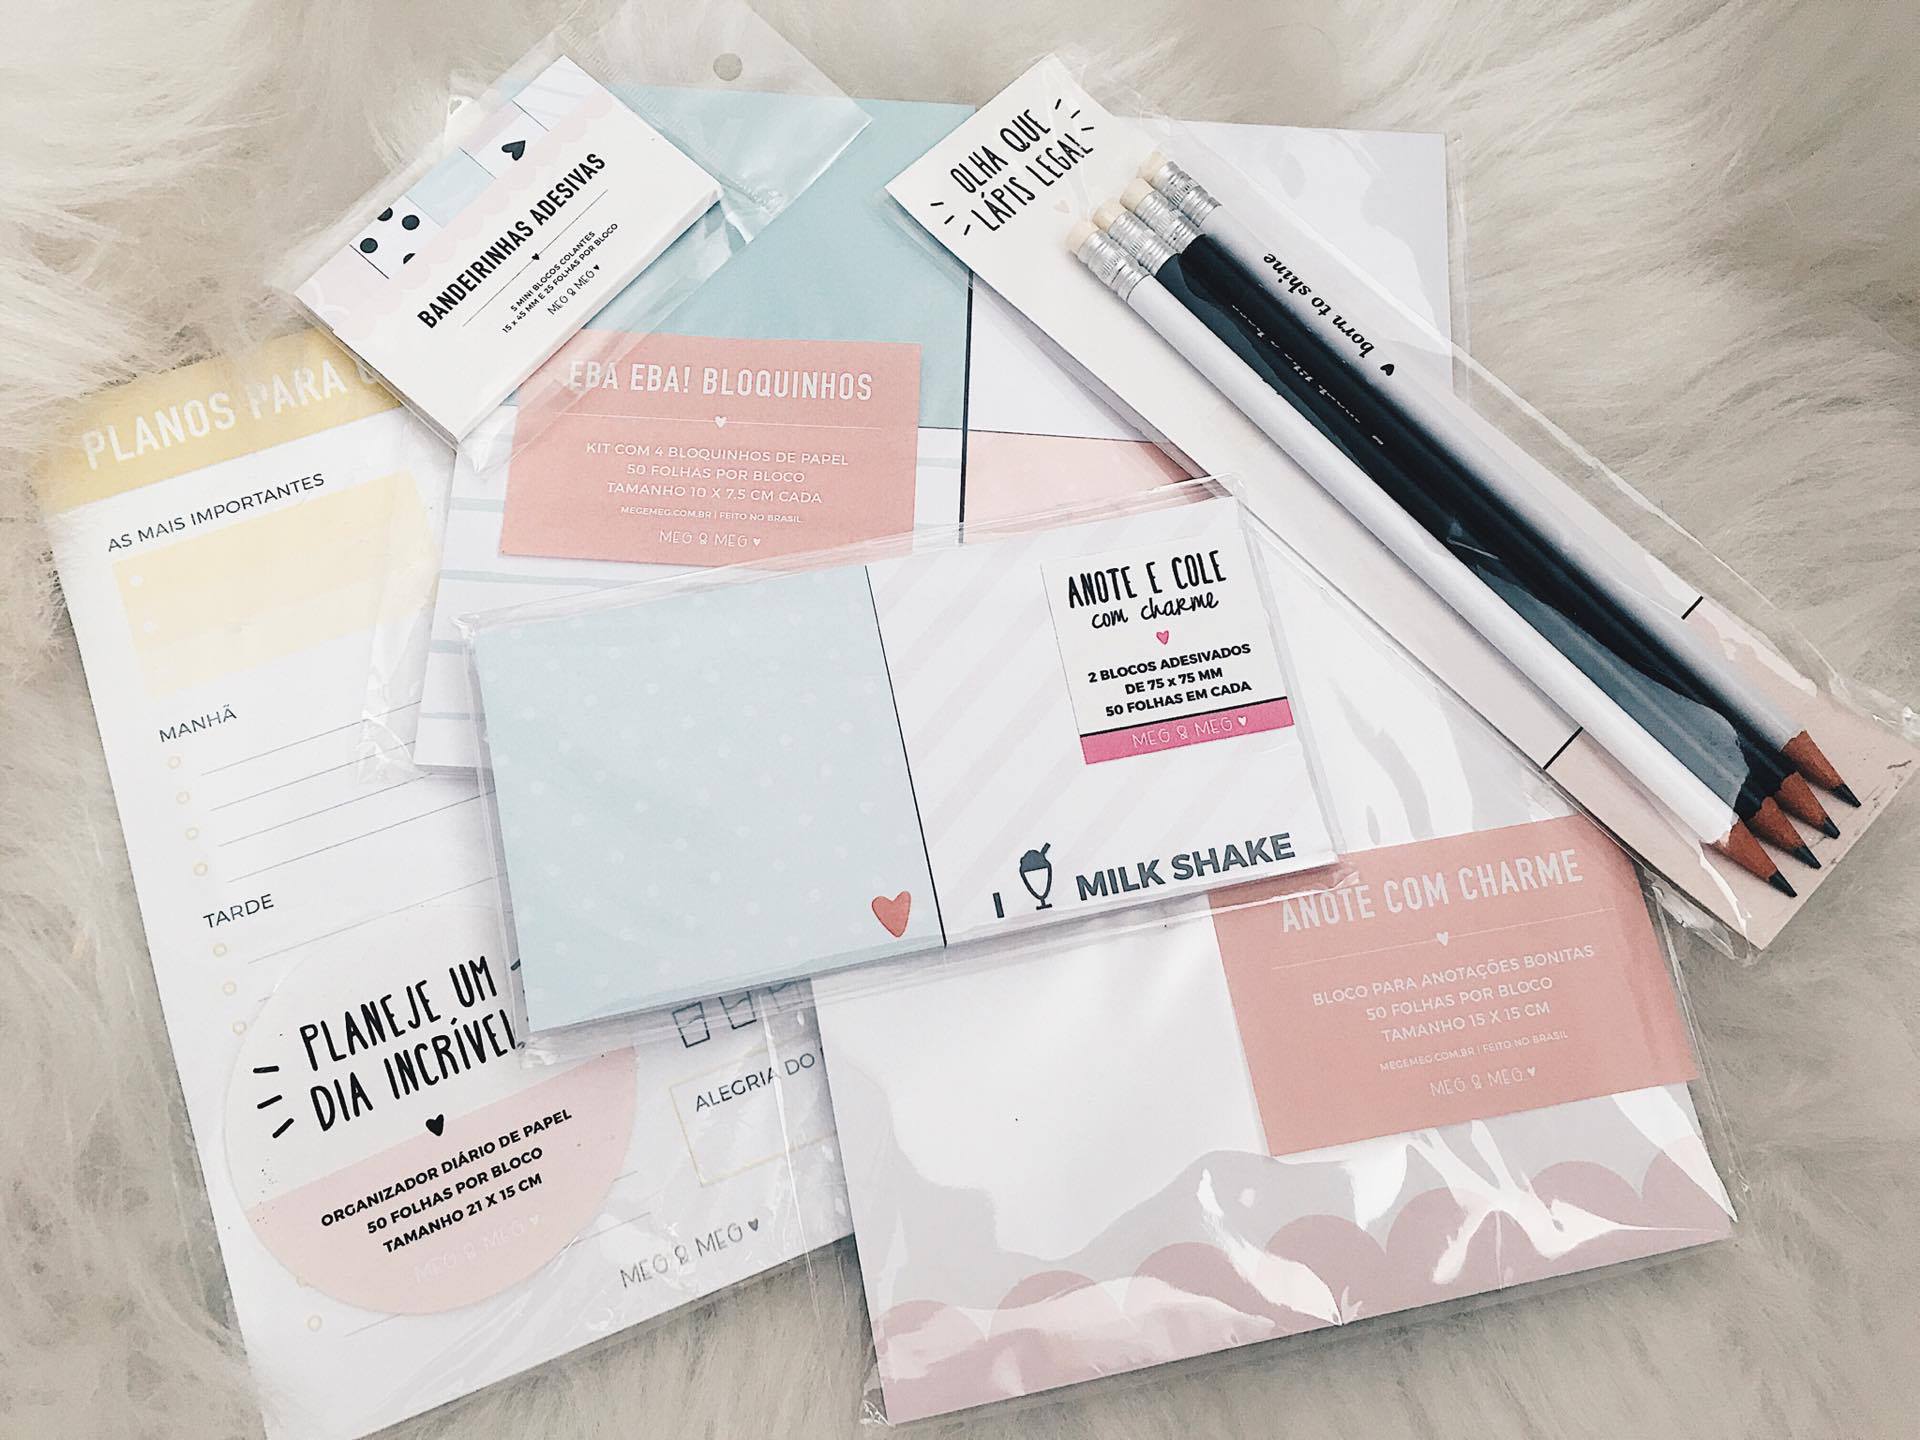 BANDEIRINHAS ADESIVAS
5 MINI BLOCOS COLANTES
15 x 45 MM E 25 FOLHAS POR BLOCO
MEG & MEG
OLHA QUE
LÁPIS LEGAL
born to shine
PLANOS PARA
AS MAIS IMPORTANTES
MANHÃ
TARDE
EBA EBA! BLOQUINHOS
KIT COM 4 BLOQUINHOS DE PAPEL
50 FOLHAS POR BLOCO
TAMANHO 10 X 7.5 CM CADA
MEGEMEG.COM.BR | FEITO NO BRASIL
MEG & MEG
ANOTE E COLE
com charme
2 BLOCOS ADESIVADOS
DE 75 x 75 MM
50 FOLHAS EM CADA
MEG & MEG
I MILK SHAKE
PLANEJE UM
DIA INCRÍVEL
ORGANIZADOR DIÁRIO DE PAPEL
50 FOLHAS POR BLOCO
TAMANHO 21 X 15 CM
MEG & MEG
ALEGRIA DO
MEG & MEG
ANOTE COM CHARME
BLOCO PARA ANOTAÇÕES BONITAS
50 FOLHAS POR BLOCO
TAMANHO 15 X 15 CM
MEGEMEG.COM.BR | FEITO NO BRASIL
MEG & MEG